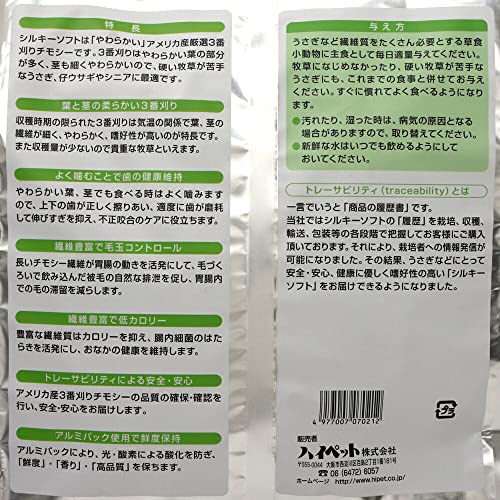 特 長
シルキーソフトは「やわらかい」アメリカ産厳選3番
刈りチモシーです。3番刈りはやわらかい葉の部分
が多く、茎も細くやわらかいので、硬い牧草が苦手
なうさぎ、仔ウサギやシニアに最適です。
葉と茎の柔らかい3番刈り
収穫時期の限られた3番刈りは気温の関係で葉、茎の
繊維が細く、やわらかく、嗜好性が高いのが特長です。
また収穫量が少ないので貴重な牧草といえます。
よく噛むことで歯の健康維持
やわらかい葉、茎でも食べる時はよく噛みますの
で、上下の歯が正しく擦りあい、適度に歯が磨耗
して伸びすぎを抑え、不正咬合のケアに役立ちます。
繊維豊富で毛玉コントロール
長いチモシー繊維が胃腸の動きを活発にして、毛づ
くろいで飲み込んだ被毛の自然な排泄を促し、胃腸内
での毛の滞留を減らします。
繊維豊富で低カロリー
豊富な繊維質はカロリーを抑え、腸内細菌のはた
らきを活発にし、おなかの健康を維持します。
トレーサビリティによる安全・安心
アメリカ産3番刈りチモシーの品質の確保・確認を
行い、安全・安心をお届けします。
アルミパック使用で鮮度保持
アルミパックにより、光・酸素による酸化を防ぎ、
「鮮度」・「香り」・「高品質」を保ちます。
与 え 方
うさぎなど繊維質をたくさん必要とする草食
小動物に主食として毎日適量与えてください。
牧草になじめなかったり、硬い牧草が苦手な
うさぎにも、これまでの食事と併せてお与え
ください。すぐに慣れてよく食べるようになり
ます。
●汚れたり、湿った時は、病気の原因となる
場合がありますので、取り替えてください。
●新鮮な水はいつでも飲めるようにして
おいてください。
トレーサビリティ(traceability)とは
一言でいうと「商品の履歴書」です。
当社ではシルキーソフトの「履歴」を栽培、収穫、
輸送、包装等の各段階で把握してお客様にご購入
頂いております。それにより、栽培者への情報発信が
可能になりました。その結果、うさぎなどにとって
安全・安心、健康に優しく嗜好性の高い「シルキー
ソフト」をお届けできるようになりました。
4 977007 070212
プラ
販売者
ハイペット株式会社
〒555-0044 大阪市西淀川区百島2丁目1番181号
☎ 06 (6472) 6057
ホームページ http://www.hipet.co.jp/